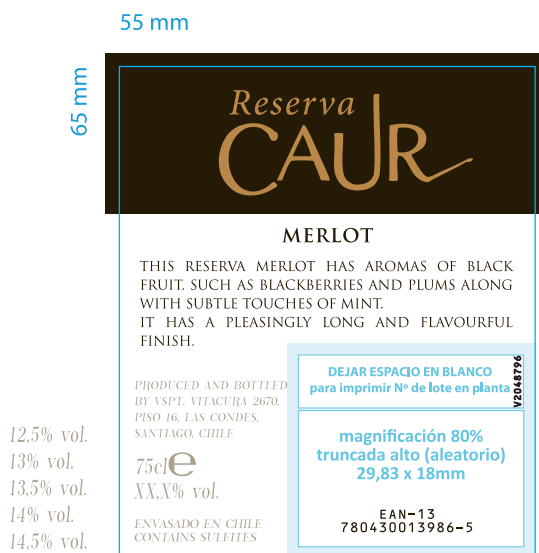 55 mm
65 mm
Reserva
CAUR
MERLOT
THIS RESERVA MERLOT HAS AROMAS OF BLACK
FRUIT, SUCH AS BLACKBERRIES AND PLUMS ALONG
WITH SUBTLE TOUCHES OF MINT.
IT HAS A PLEASINGLY LONG AND FLAVOURFUL
FINISH.
PRODUCED AND BOTTLED
BY VSPT, VITACURA 2670,
PISO 16, LAS CONDES,
SANTIAGO, CHILE
75cl e
XX,X% vol.
ENVASADO EN CHILE
CONTAINS SULFITES
12,5% vol.
13% vol.
13,5% vol.
14% vol.
14,5% vol.
DEJAR ESPACIO EN BLANCO
para imprimir Nº de lote en planta
V2048796
magnificación 80%
truncada alto (aleatorio)
29,83 x 18mm
EAN-13
780430013986-5